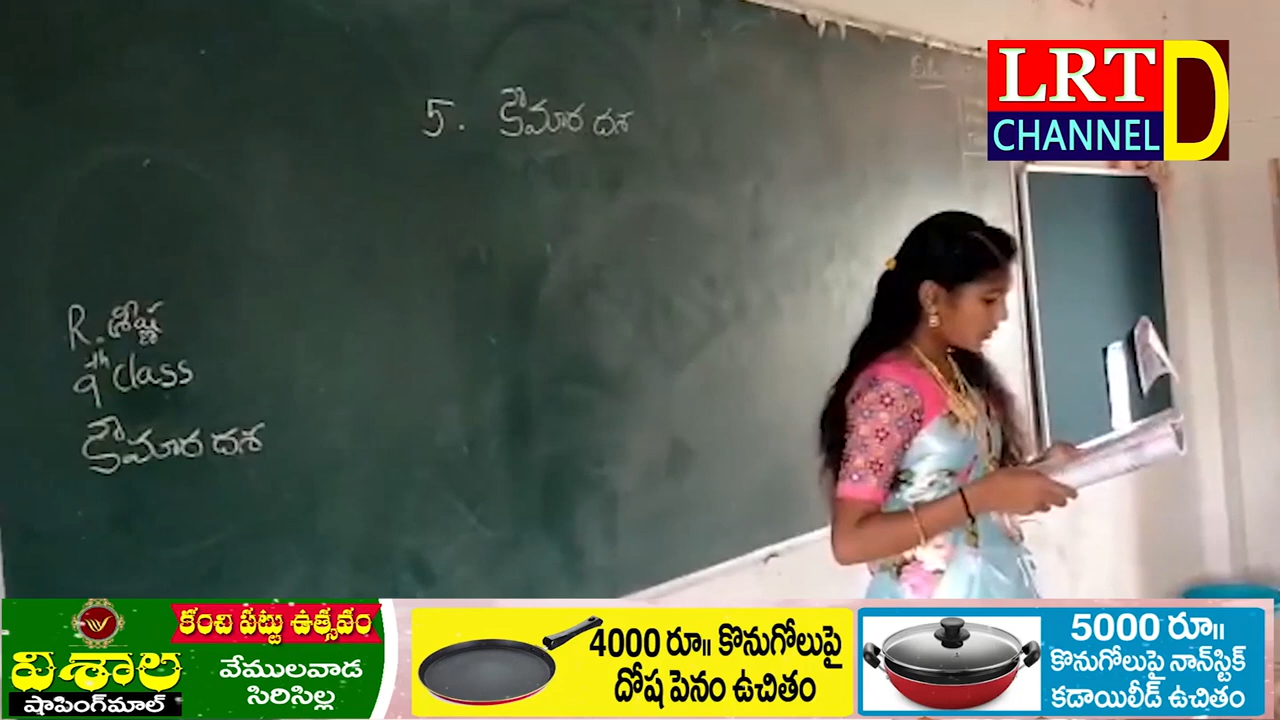 5. కౌమార దశ
LRT D
CHANNEL
R.
9th class
కౌమార దశ
కంచి పట్టు ఉత్సవం
విశాల
షాపింగ్‌మాల్
వేములవాడ
సిరిసిల్ల
4000 రూ॥ కొనుగోలుపై
దోష పెనం ఉచితం
5000 రూ॥
కొనుగోలుపై నాన్‌స్టిక్
కడాయిలీడ్ ఉచితం